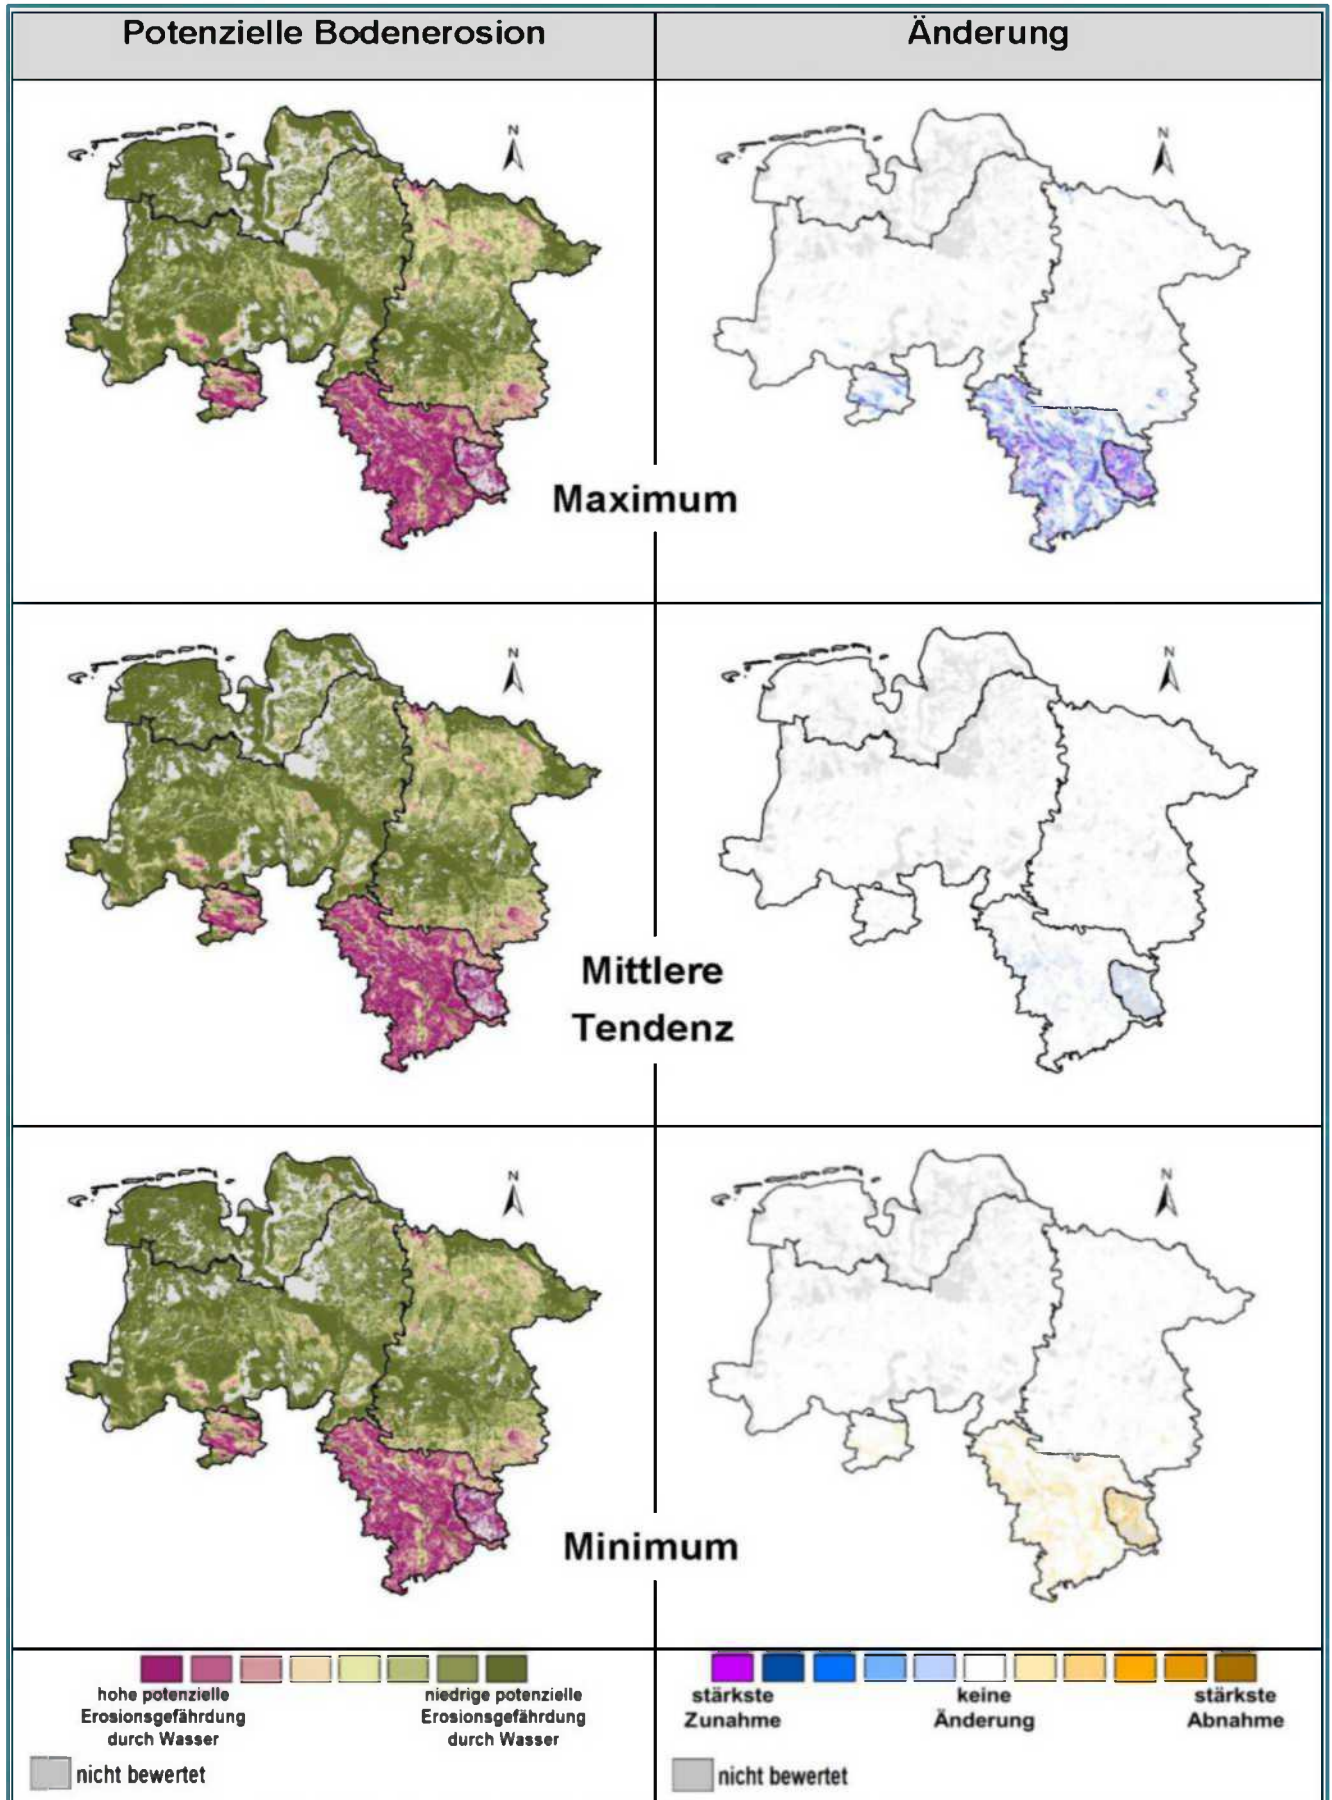 Potenzielle Bodenerosion
Änderung
N
N
Maximum
N
N
Mittlere
Tendenz
N
N
Minimum
hohe potenzielle
Erosionsgefährdung
durch Wasser
niedrige potenzielle
Erosionsgefährdung
durch Wasser
nicht bewertet
stärkste
Zunahme
keine
Änderung
stärkste
Abnahme
nicht bewertet